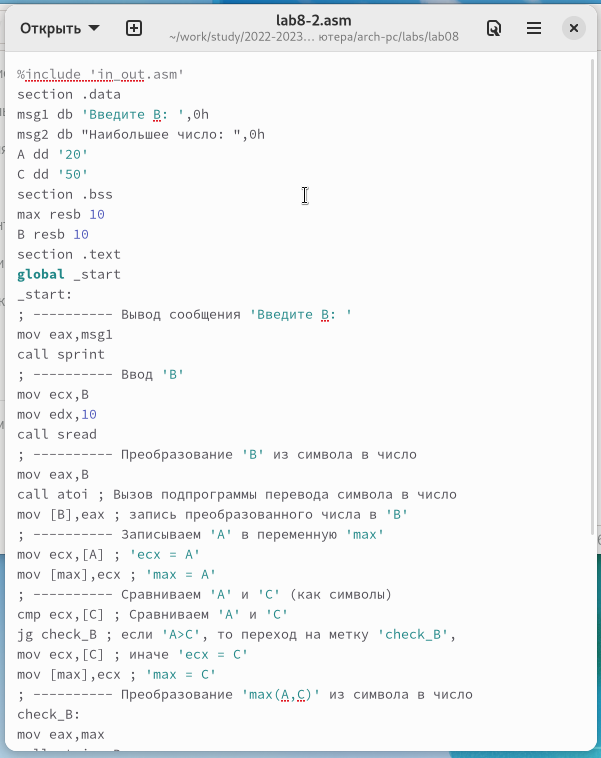 Открыть
lab8-2.asm
~/work/study/2022-2023... ютера/arch-pc/labs/lab08
%include 'in_out.asm'
section .data
msg1 db 'Введите B: ',0h
msg2 db "Наибольшее число: ",0h
A dd '20'
C dd '50'
section .bss
max resb 10
B resb 10
section .text
global _start
_start:
; ---------- Вывод сообщения 'Введите B: '
mov eax,msg1
call sprint
; ---------- Ввод 'B'
mov ecx,B
mov edx,10
call sread
; ---------- Преобразование 'B' из символа в число
mov eax,B
call atoi ; Вызов подпрограммы перевода символа в число
mov [B],eax ; запись преобразованного числа в 'B'
; ---------- Записываем 'A' в переменную 'max'
mov ecx,[A] ; 'ecx = A'
mov [max],ecx ; 'max = A'
; ---------- Сравниваем 'A' и 'C' (как символы)
cmp ecx,[C] ; Сравниваем 'A' и 'C'
jg check_B ; если 'A>C', то переход на метку 'check_B',
mov ecx,[C] ; иначе 'ecx = C'
mov [max],ecx ; 'max = C'
; ---------- Преобразование 'max(A,C)' из символа в число
check_B:
mov eax,max